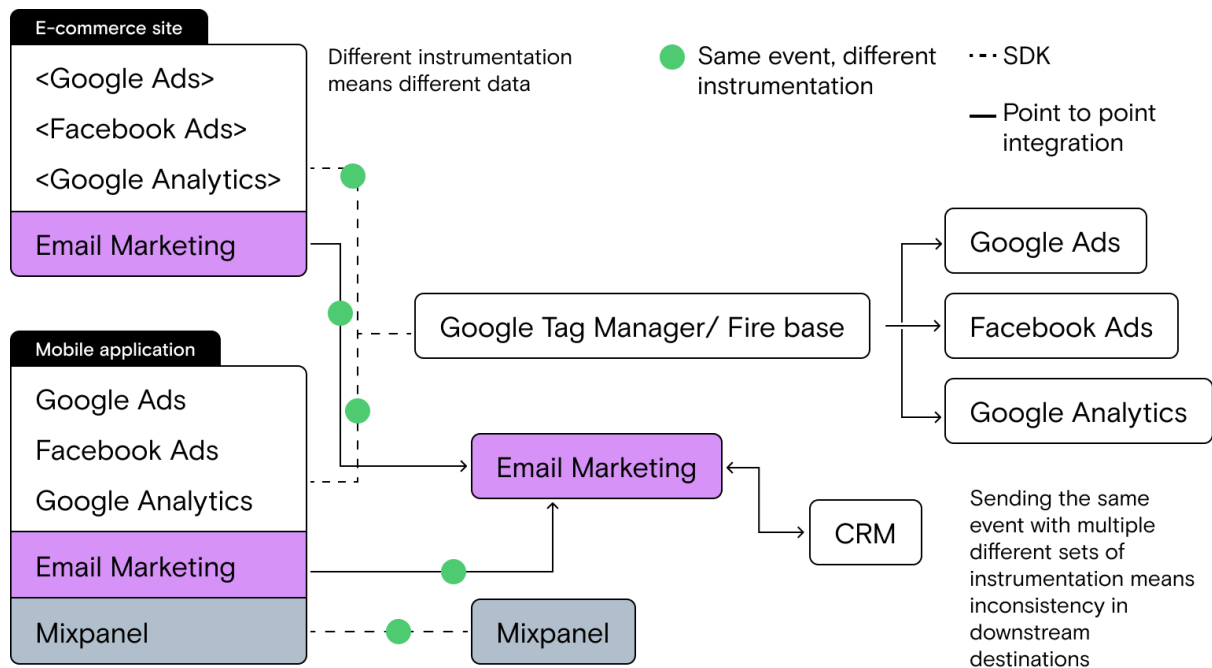 E-commerce site
<Google Ads>
<Facebook Ads>
<Google Analytics>
Email Marketing
Different instrumentation
means different data
Same event, different
instrumentation
SDK
Point to point
integration
Mobile application
Google Ads
Facebook Ads
Google Analytics
Email Marketing
Mixpanel
Google Tag Manager/ Fire base
Email Marketing
Mixpanel
CRM
Google Ads
Facebook Ads
Google Analytics
Sending the same
event with multiple
different sets of
instrumentation means
inconsistency in
downstream
destinations